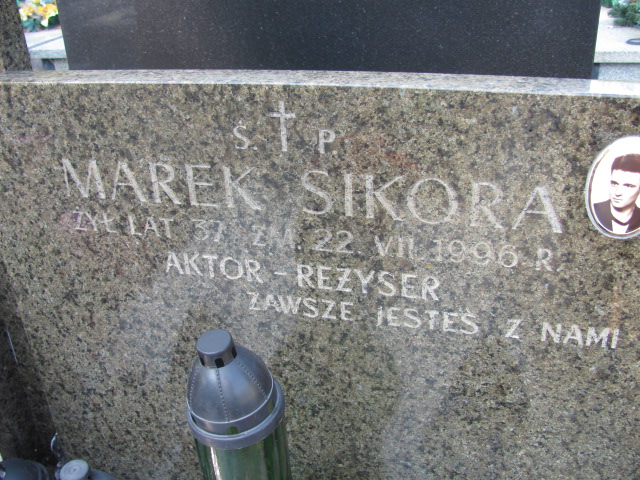 Ś. P.
MAREK SIKORA
ŻYŁ LAT 37 ZM. 22 VII 1996 R.
AKTOR - REŻYSER
ZAWSZE JESTEŚ Z NAMI